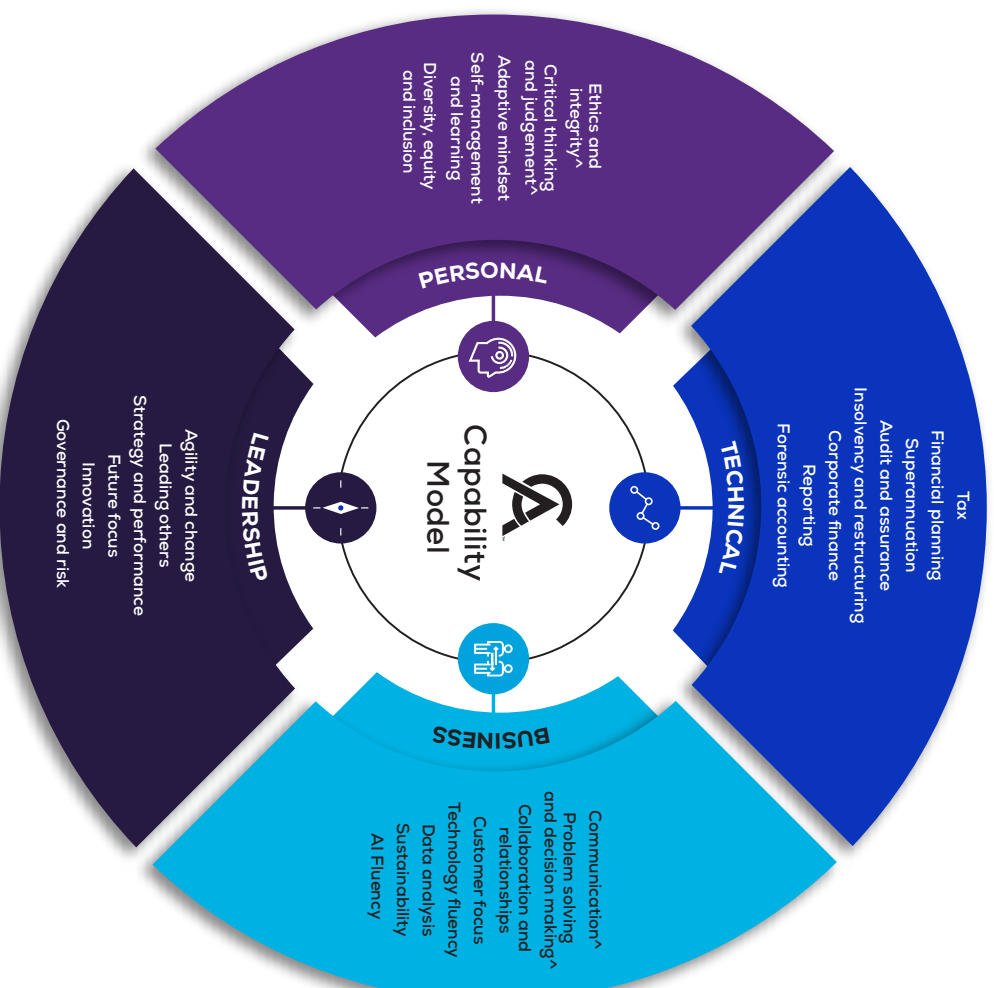 Capability
Model
TECHNICAL
Tax
Financial planning
Superannuation
Audit and assurance
Insolvency and restructuring
Corporate finance
Reporting
Forensic accounting
BUSINESS
Communication^
Problem solving
and decision making^
Collaboration and
relationships
Customer focus
Technology fluency
Data analysis
Sustainability
AI Fluency
LEADERSHIP
Agility and change
Leading others
Strategy and performance
Future focus
Innovation
Governance and risk
PERSONAL
Ethics and
integrity^
Critical thinking
and judgement^
Adaptive mindset
Self-management
and learning
Diversity, equity
and inclusion